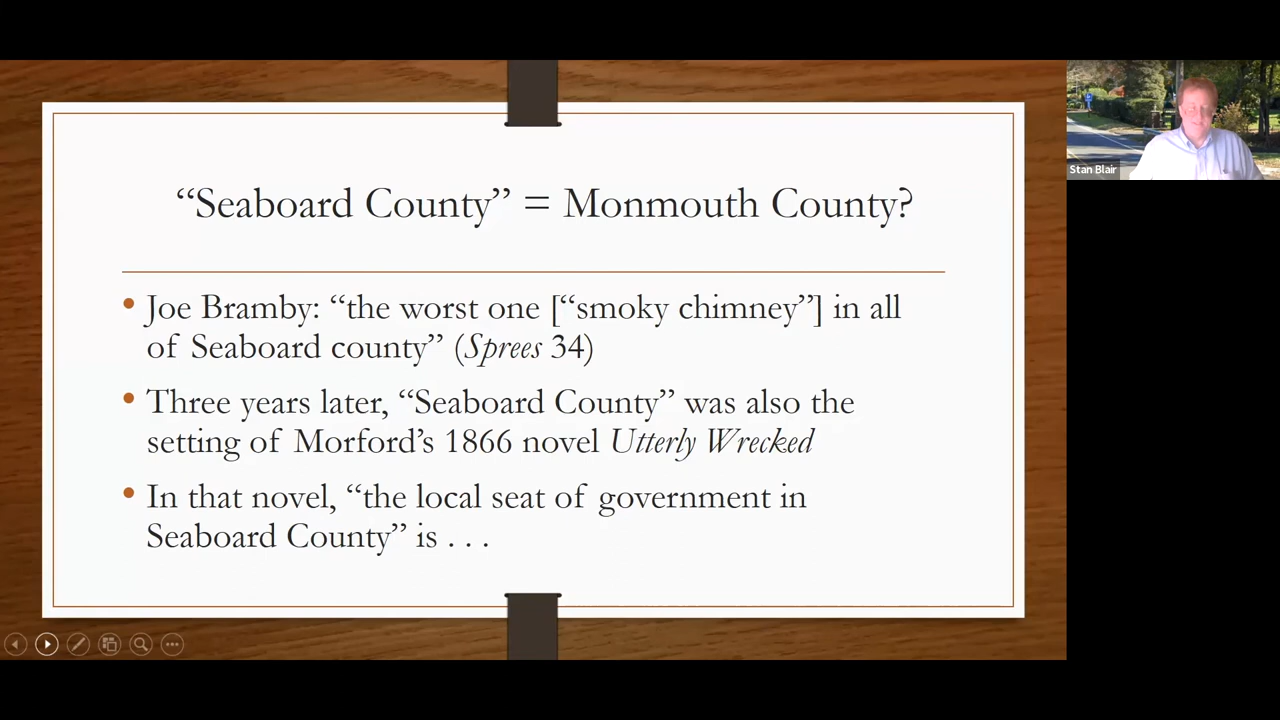 “Seaboard County” = Monmouth County?
• Joe Bramby: “the worst one [“smoky chimney”] in all
of Seaboard county” (Sprees 34)
• Three years later, “Seaboard County” was also the
setting of Morford’s 1866 novel Utterly Wrecked
• In that novel, “the local seat of government in
Seaboard County” is . . .
Stan Blair